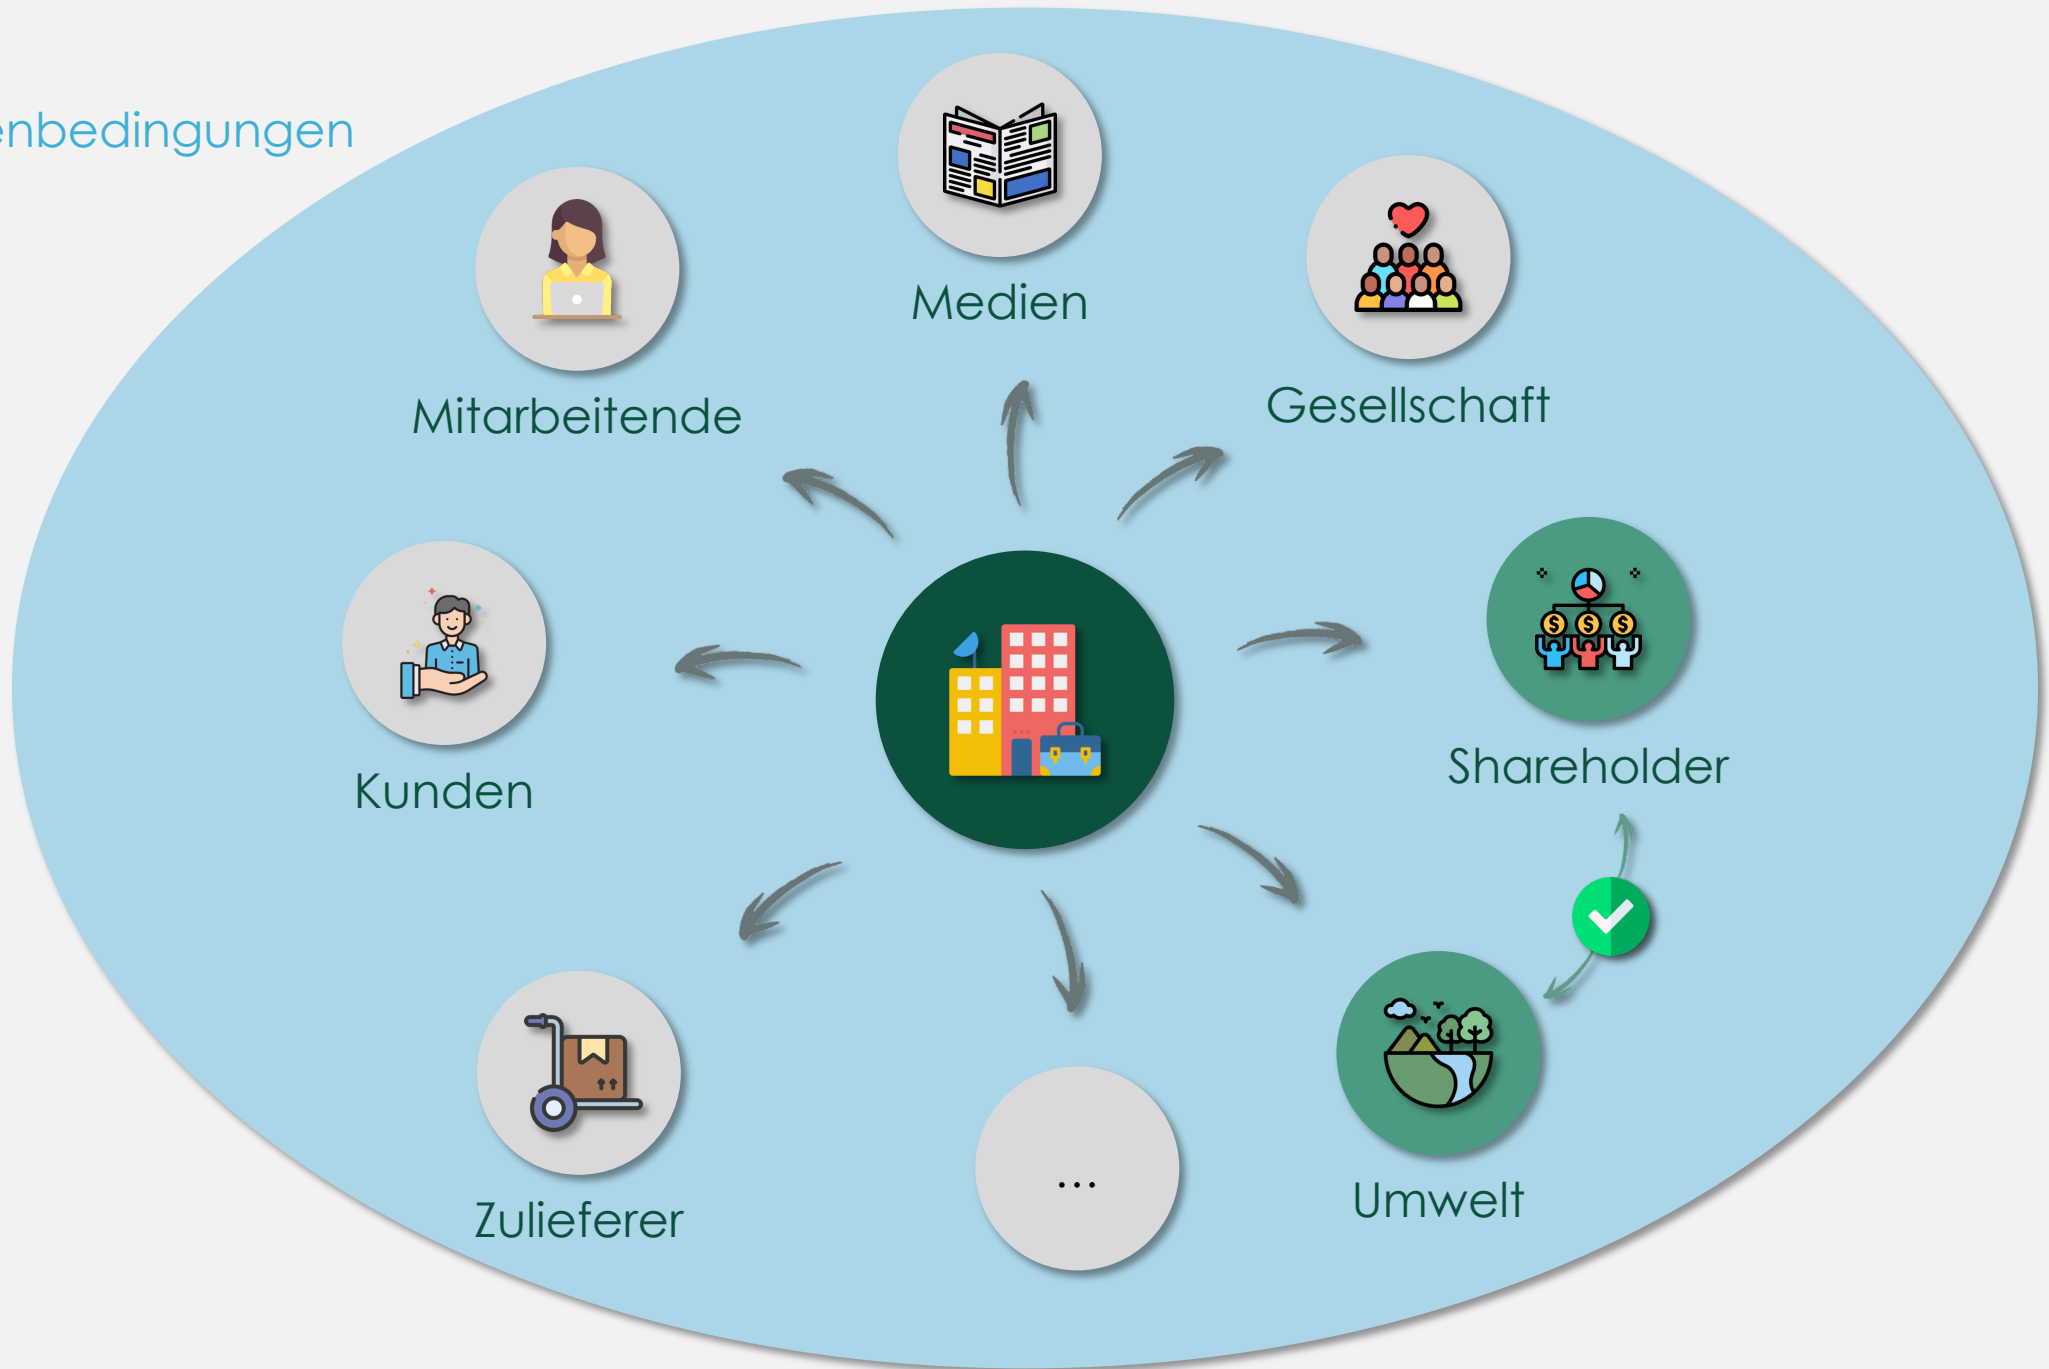 enbedingungen
Medien
Mitarbeitende
Gesellschaft
Shareholder
Kunden
Zulieferer
...
Umwelt